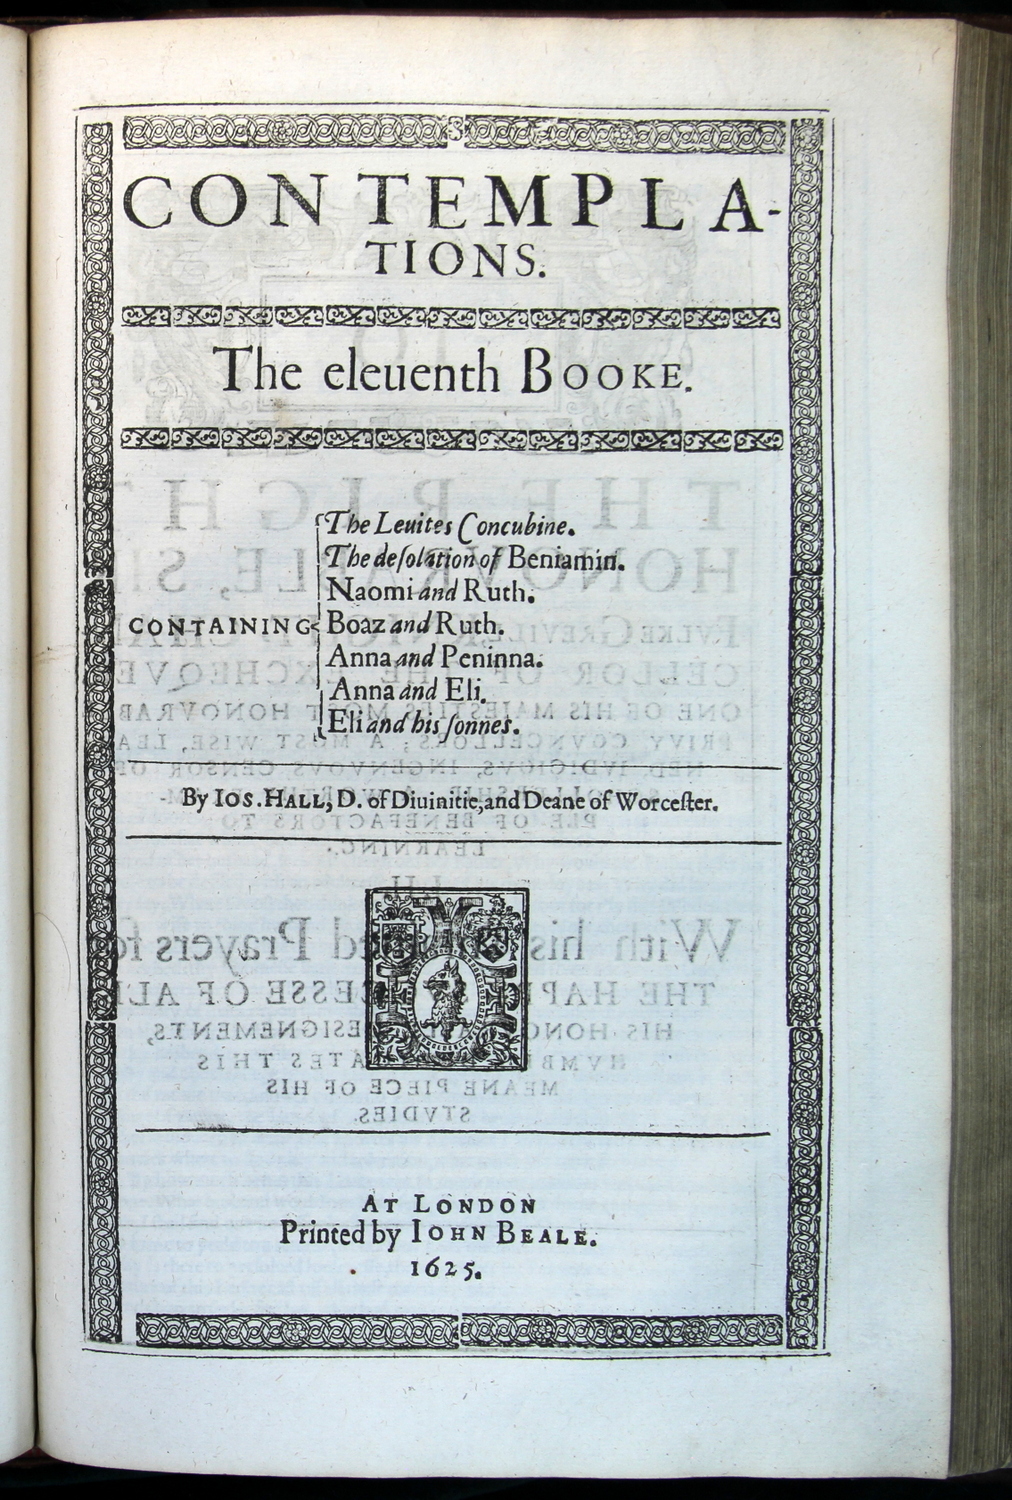 CONTEMPLA-
TIONS.
The eleuenth BOOKE.
CONTAINING
The Leuites Concubine.
The deſolation of Beniamin.
Naomi and Ruth.
Boaz and Ruth.
Anna and Peninna.
Anna and Eli.
Eli and his ſonnes.
By IOS. HALL, D. of Diuinitie, and Deane of Worceſter.
AT LONDON
Printed by IOHN BEALE.
1625.